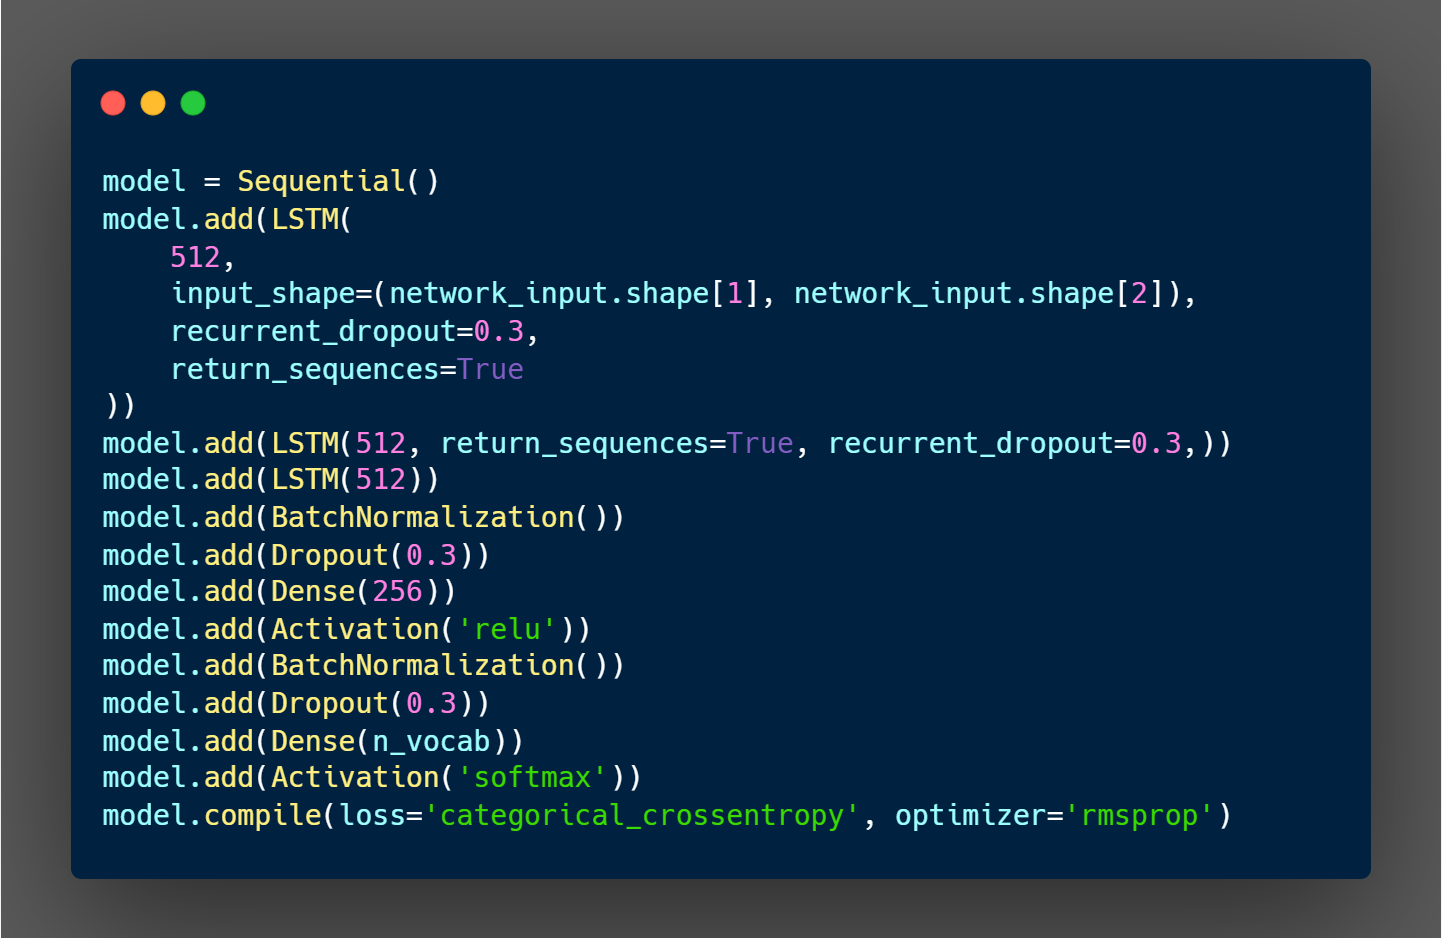 model = Sequential()
model.add(LSTM(
    512,
    input_shape=(network_input.shape[1], network_input.shape[2]),
    recurrent_dropout=0.3,
    return_sequences=True
))
model.add(LSTM(512, return_sequences=True, recurrent_dropout=0.3,))
model.add(LSTM(512))
model.add(BatchNormalization())
model.add(Dropout(0.3))
model.add(Dense(256))
model.add(Activation('relu'))
model.add(BatchNormalization())
model.add(Dropout(0.3))
model.add(Dense(n_vocab))
model.add(Activation('softmax'))
model.compile(loss='categorical_crossentropy', optimizer='rmsprop')